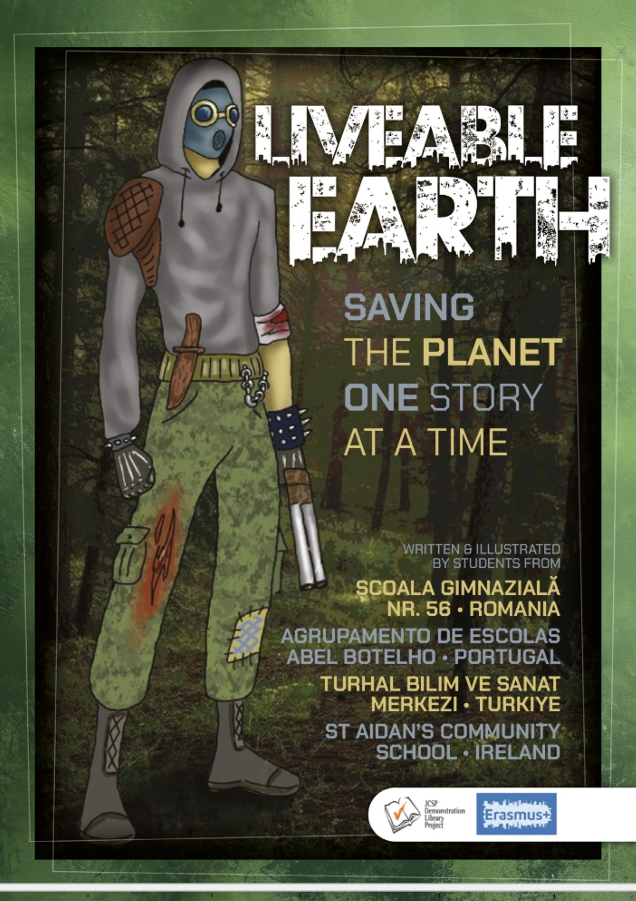 LIVEABLE
EARTH
SAVING
THE PLANET
ONE STORY
AT A TIME
WRITTEN & ILLUSTRATED
BY STUDENTS FROM
ȘCOALA GIMNAZIALĂ
NR. 56 • ROMANIA
AGRUPAMENTO DE ESCOLAS
ABEL BOTELHO • PORTUGAL
TURHAL BILIM VE SANAT
MERKEZI • TURKIYE
ST AIDAN'S COMMUNITY
SCHOOL • IRELAND
JCSP
Demonstration
Library
Project
Erasmus+